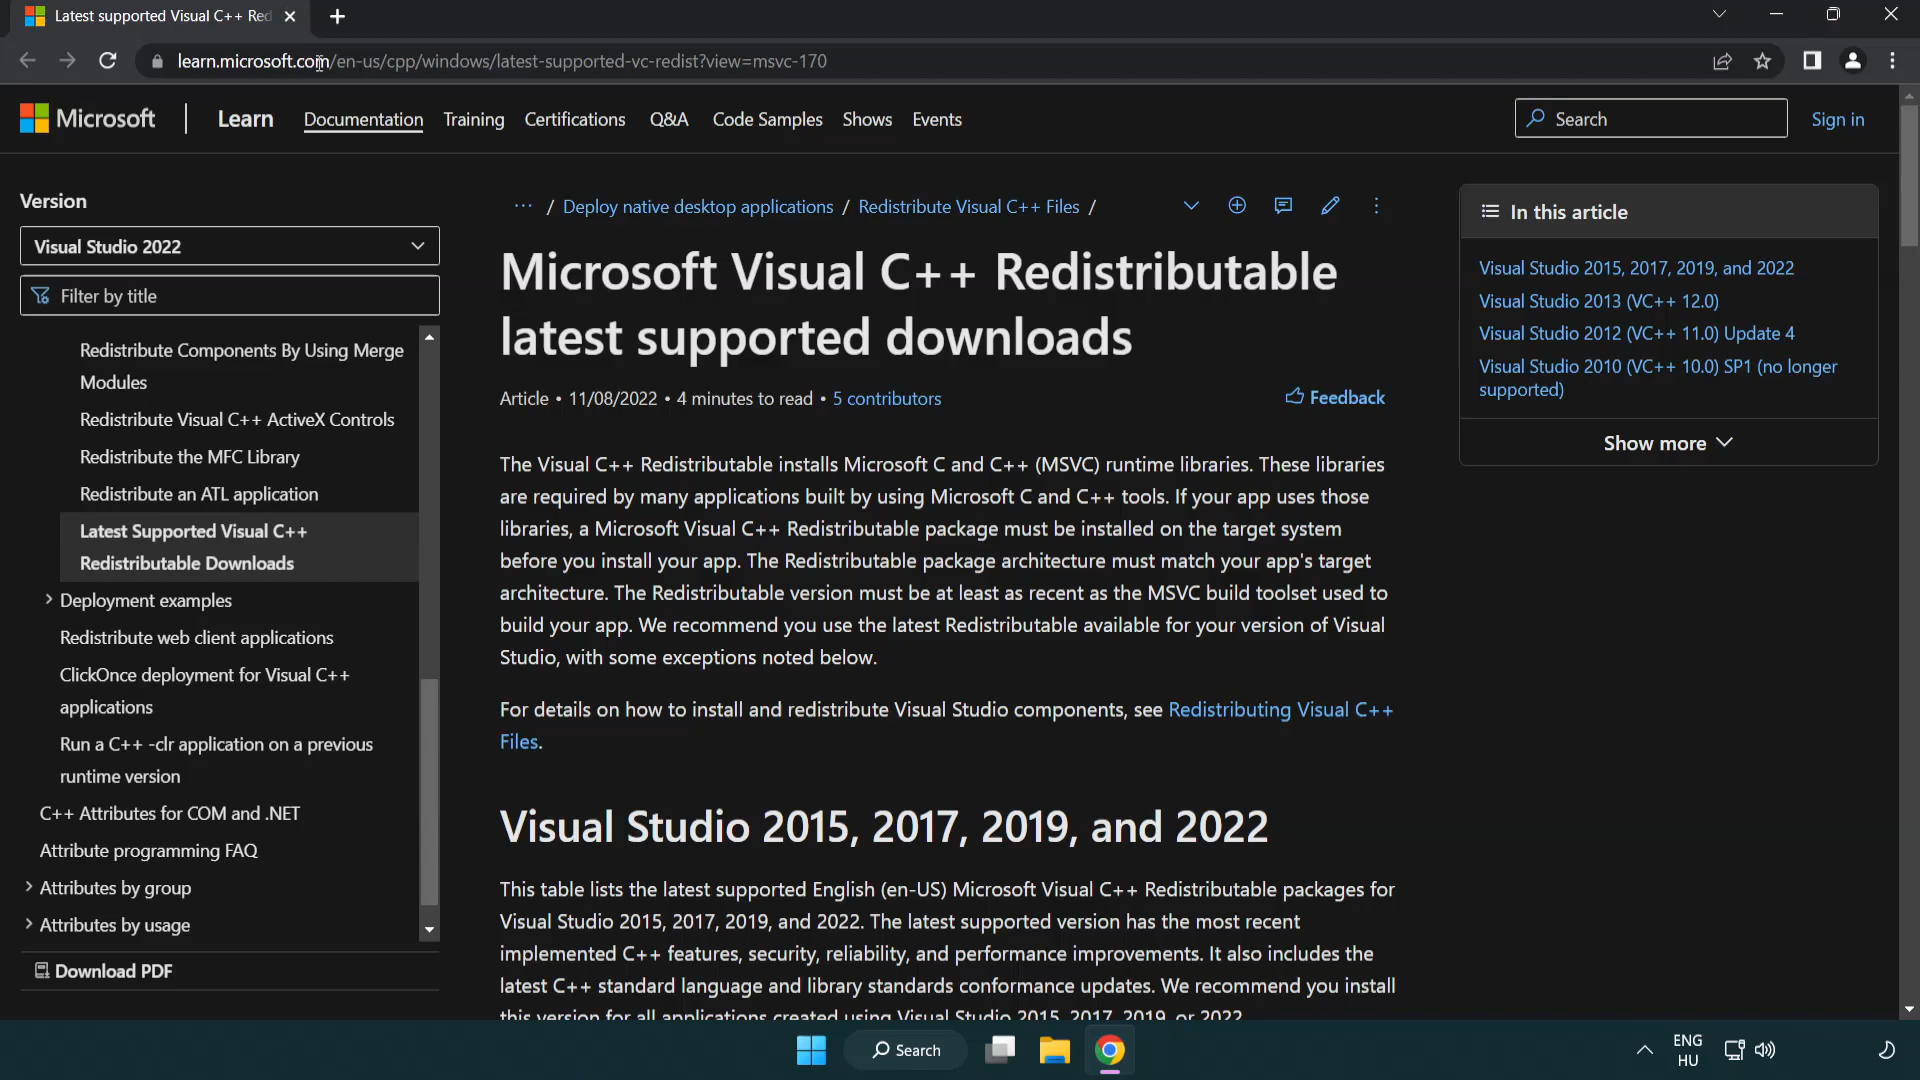 Latest supported Visual C++ Red
learn.microsoft.com/en-us/cpp/windows/latest-supported-vc-redist?view=msvc-170
Microsoft
Learn
Documentation
Training
Certifications
Q&A
Code Samples
Shows
Events
Search
Sign in
Version
Visual Studio 2022
Filter by title
Redistribute Components By Using Merge
Modules
Redistribute Visual C++ ActiveX Controls
Redistribute the MFC Library
Redistribute an ATL application
Latest Supported Visual C++
Redistributable Downloads
Deployment examples
Redistribute web client applications
ClickOnce deployment for Visual C++
applications
Run a C++ -clr application on a previous
runtime version
C++ Attributes for COM and .NET
Attribute programming FAQ
Attributes by group
Attributes by usage
Download PDF
··· / Deploy native desktop applications / Redistribute Visual C++ Files /
Microsoft Visual C++ Redistributable
latest supported downloads
Article • 11/08/2022 • 4 minutes to read • 5 contributors
Feedback
The Visual C++ Redistributable installs Microsoft C and C++ (MSVC) runtime libraries. These libraries
are required by many applications built by using Microsoft C and C++ tools. If your app uses those
libraries, a Microsoft Visual C++ Redistributable package must be installed on the target system
before you install your app. The Redistributable package architecture must match your app's target
architecture. The Redistributable version must be at least as recent as the MSVC build toolset used to
build your app. We recommend you use the latest Redistributable available for your version of Visual
Studio, with some exceptions noted below.
For details on how to install and redistribute Visual Studio components, see Redistributing Visual C++
Files.
Visual Studio 2015, 2017, 2019, and 2022
This table lists the latest supported English (en-US) Microsoft Visual C++ Redistributable packages for
Visual Studio 2015, 2017, 2019, and 2022. The latest supported version has the most recent
implemented C++ features, security, reliability, and performance improvements. It also includes the
latest C++ standard language and library standards conformance updates. We recommend you install
this version for all applications created using Visual Studio 2015, 2017, 2019, or 2022.
In this article
Visual Studio 2015, 2017, 2019, and 2022
Visual Studio 2013 (VC++ 12.0)
Visual Studio 2012 (VC++ 11.0) Update 4
Visual Studio 2010 (VC++ 10.0) SP1 (no longer
supported)
Show more
Search
ENG
HU